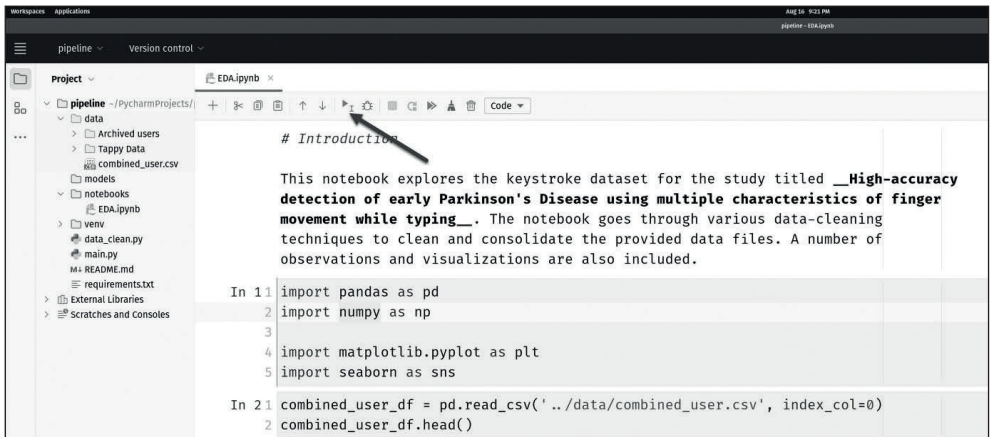 Workspaces Applications
Aug 16 9:21 PM
pipeline – EDA.ipynb
pipeline Version control
Project
EDA.ipynb
pipeline ~/PycharmProjects/
data
Archived users
Tappy Data
combined_user.csv
models
notebooks
EDA.ipynb
venv
data_clean.py
main.py
M↓ README.md
requirements.txt
External Libraries
Scratches and Consoles
Code
# Introduction
This notebook explores the keystroke dataset for the study titled __High-accuracy
detection of early Parkinson's Disease using multiple characteristics of finger
movement while typing__. The notebook goes through various data-cleaning
techniques to clean and consolidate the provided data files. A number of
observations and visualizations are also included.
In 1 1 import pandas as pd
2 import numpy as np
3
4 import matplotlib.pyplot as plt
5 import seaborn as sns
In 2 1 combined_user_df = pd.read_csv('../data/combined_user.csv', index_col=0)
2 combined_user_df.head()